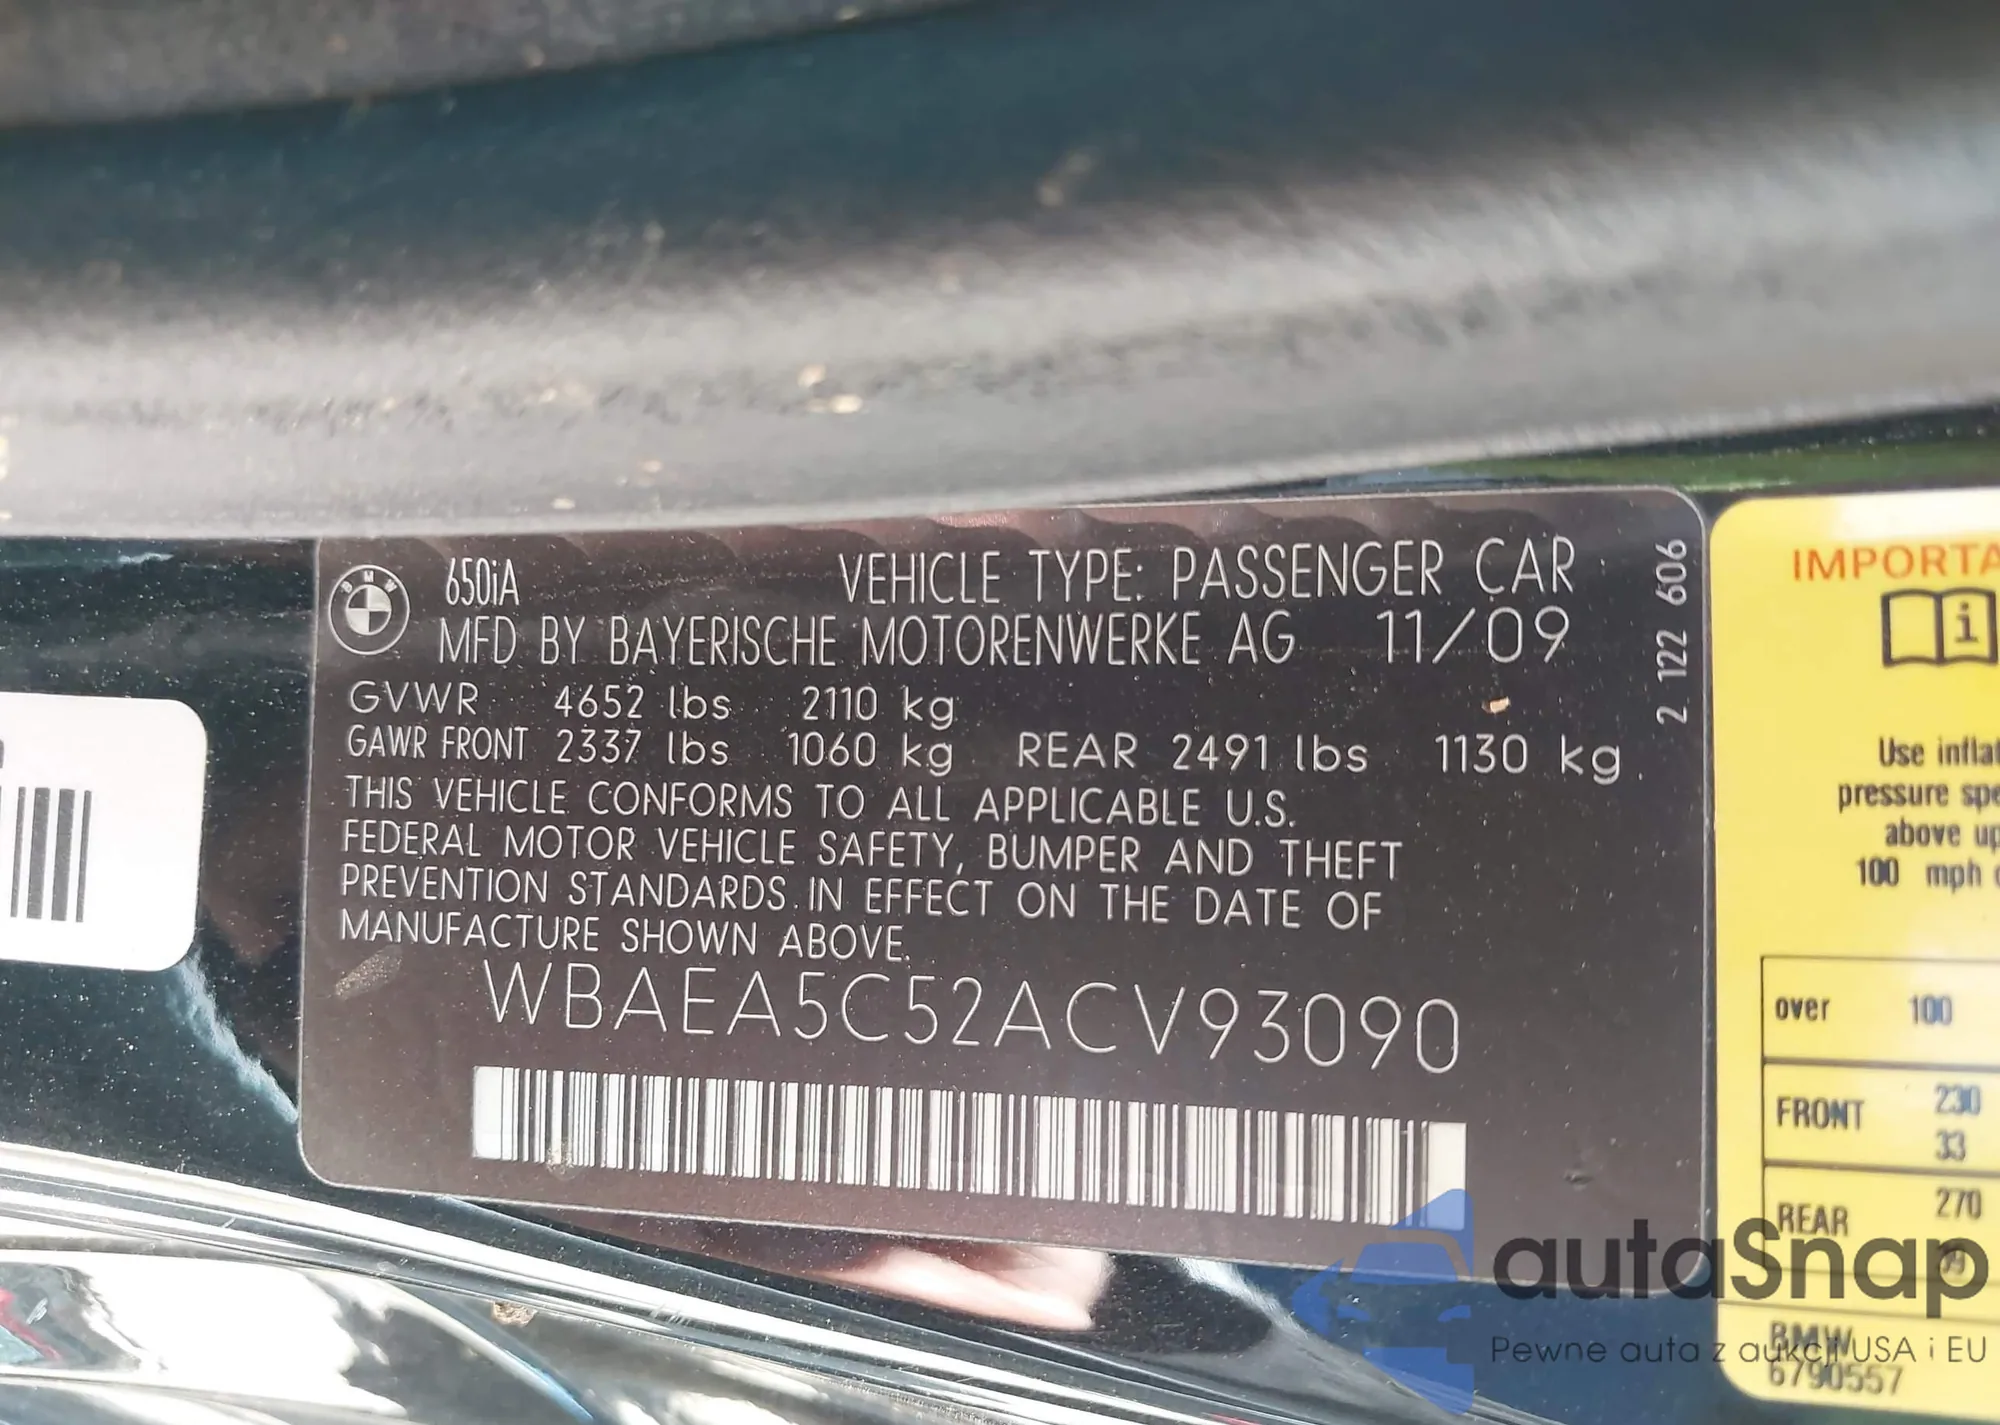 BMW
650iA VEHICLE TYPE: PASSENGER CAR
MFD BY BAYERISCHE MOTORENWERKE AG 11/09
GVWR 4652 lbs 2110 kg
GAWR FRONT 2337 lbs 1060 kg REAR 2491 lbs 1130 kg
THIS VEHICLE CONFORMS TO ALL APPLICABLE U.S.
FEDERAL MOTOR VEHICLE SAFETY, BUMPER AND THEFT
PREVENTION STANDARDS IN EFFECT ON THE DATE OF
MANUFACTURE SHOWN ABOVE.
WBAEA5C52ACV93090
2 122 606
i
Use
pressure
above
100 mph
over 100
FRONT 230
33
REAR 270
39
BMW
6790557
autaSnap
Pewne auta z aukcji USA i EU